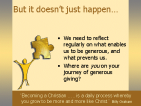 But it doesn't just happen...
• We need to reflect
regularly on what enables
us to be generous, and
what prevents us.
• Where are you on your
journey of generous
giving?
"Becoming a Christian . . . is a daily process whereby
you grow to be more and more like Christ." - Billy Graham